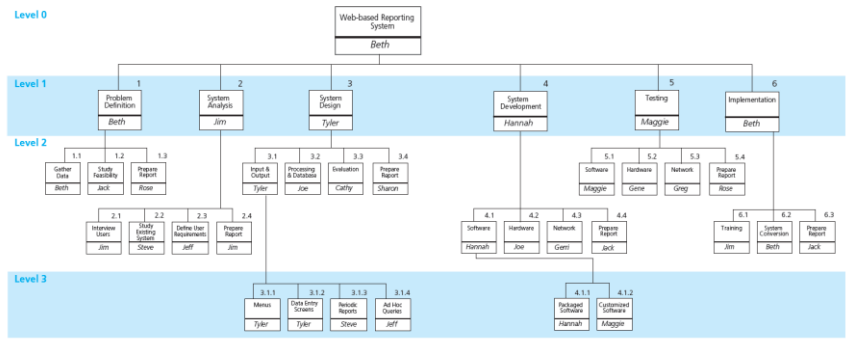 Level 0
Web-based Reporting
System
Beth
Level 1
1
Problem
Definition
Beth
2
System
Analysis
Jim
3
System
Design
Tyler
4
System
Development
Hannah
5
Testing
Maggie
6
Implementation
Beth
Level 2
1.1
Gather
Data
Beth
1.2
Study
Feasibility
Jack
1.3
Prepare
Report
Rose
2.1
Interview
Users
Jim
2.2
Study
Existing
System
Steve
2.3
Define User
Requirements
Jeff
2.4
Prepare
Report
Jim
3.1
Input &
Output
Tyler
3.2
Processing
& Database
Joe
3.3
Evaluation
Cathy
3.4
Prepare
Report
Sharon
4.1
Software
Hannah
4.2
Hardware
Joe
4.3
Network
Gerri
4.4
Prepare
Report
Jack
5.1
Software
Maggie
5.2
Hardware
Gene
5.3
Network
Greg
5.4
Prepare
Report
Rose
6.1
Training
Jim
6.2
System
Conversion
Beth
6.3
Prepare
Report
Jack
Level 3
3.1.1
Menus
Tyler
3.1.2
Data Entry
Screens
Tyler
3.1.3
Periodic
Reports
Steve
3.1.4
Ad Hoc
Queries
Jeff
4.1.1
Packaged
Software
Hannah
4.1.2
Customized
Software
Maggie